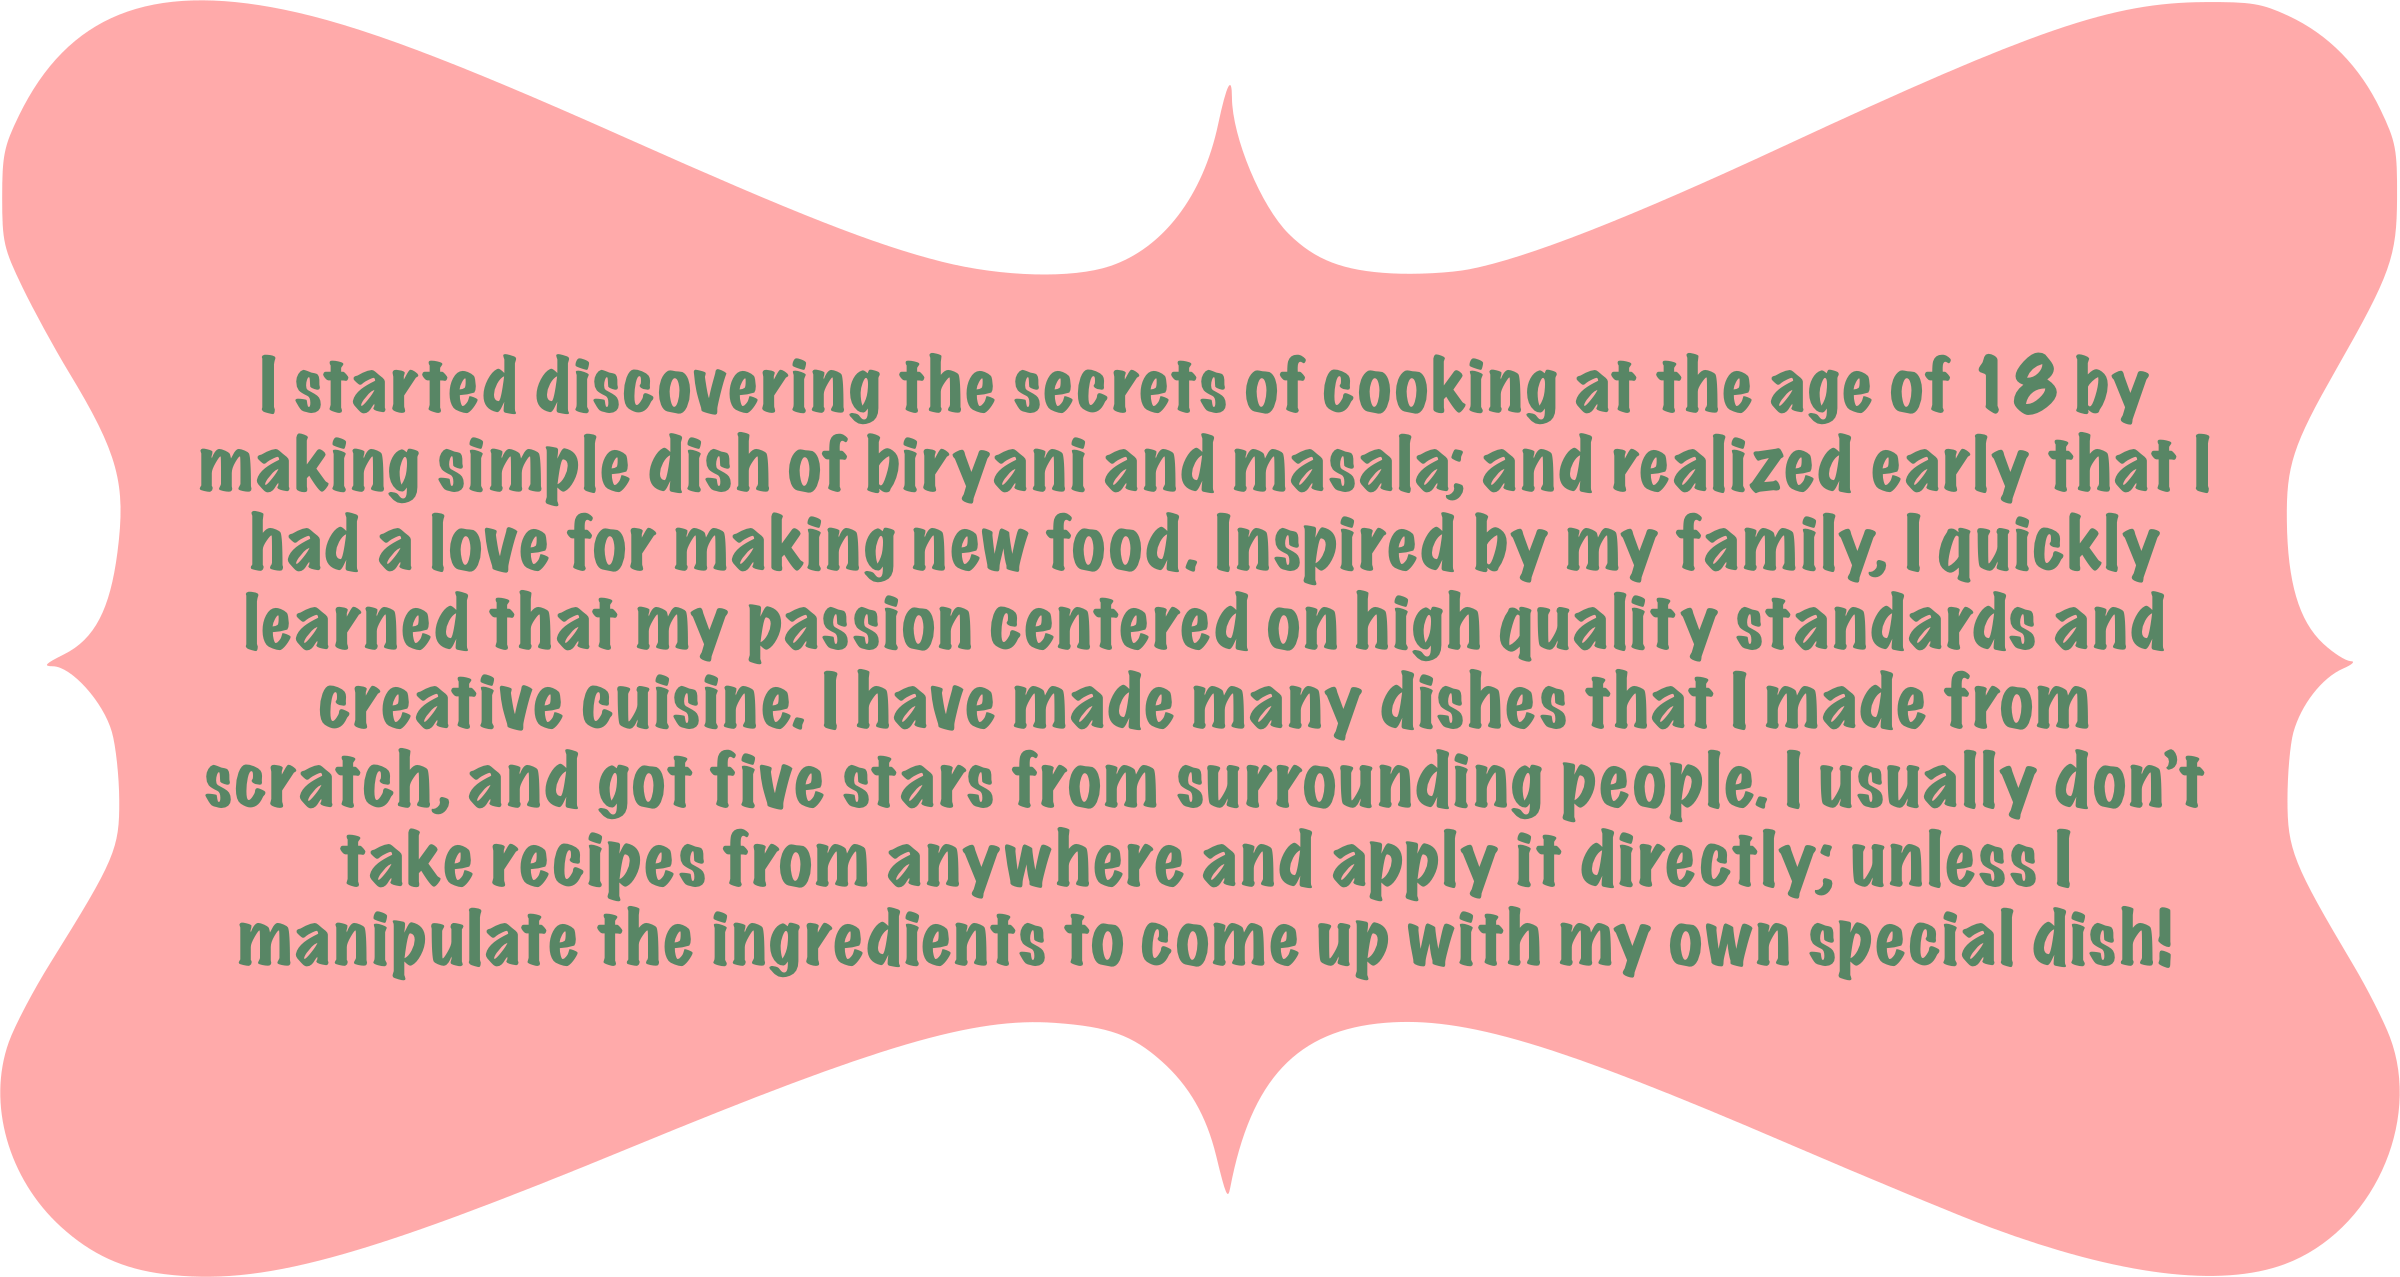 I started discovering the secrets of cooking at the age of 18 by
making simple dish of biryani and masala; and realized early that I
had a love for making new food. Inspired by my family, I quickly
learned that my passion centered on high quality standards and
creative cuisine. I have made many dishes that I made from
scratch, and got five stars from surrounding people. I usually don't
take recipes from anywhere and apply it directly; unless I
manipulate the ingredients to come up with my own special dish!